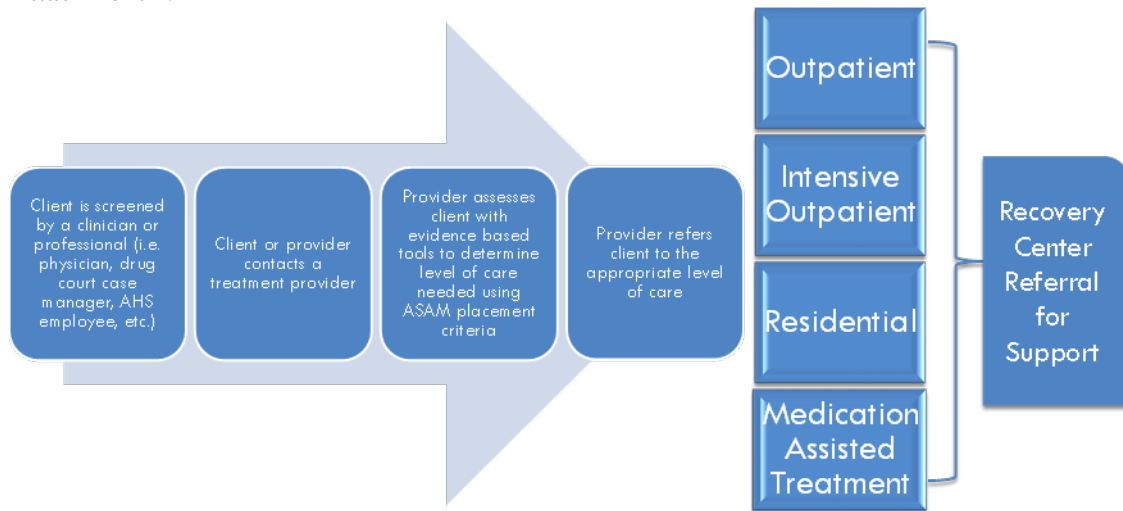 Client is screened
by a clinician or
professional (i.e.
physician, drug
court case
manager, AHS
employee, etc.)
Client or provider
contacts a
treatment provider
Provider assesses
client with
evidence based
tools to determine
level of care
needed using
ASAM placement
criteria
Provider refers
client to the
appropriate level
of care
Outpatient
Intensive
Outpatient
Residential
Medication
Assisted
Treatment
Recovery
Center
Referral
for
Support